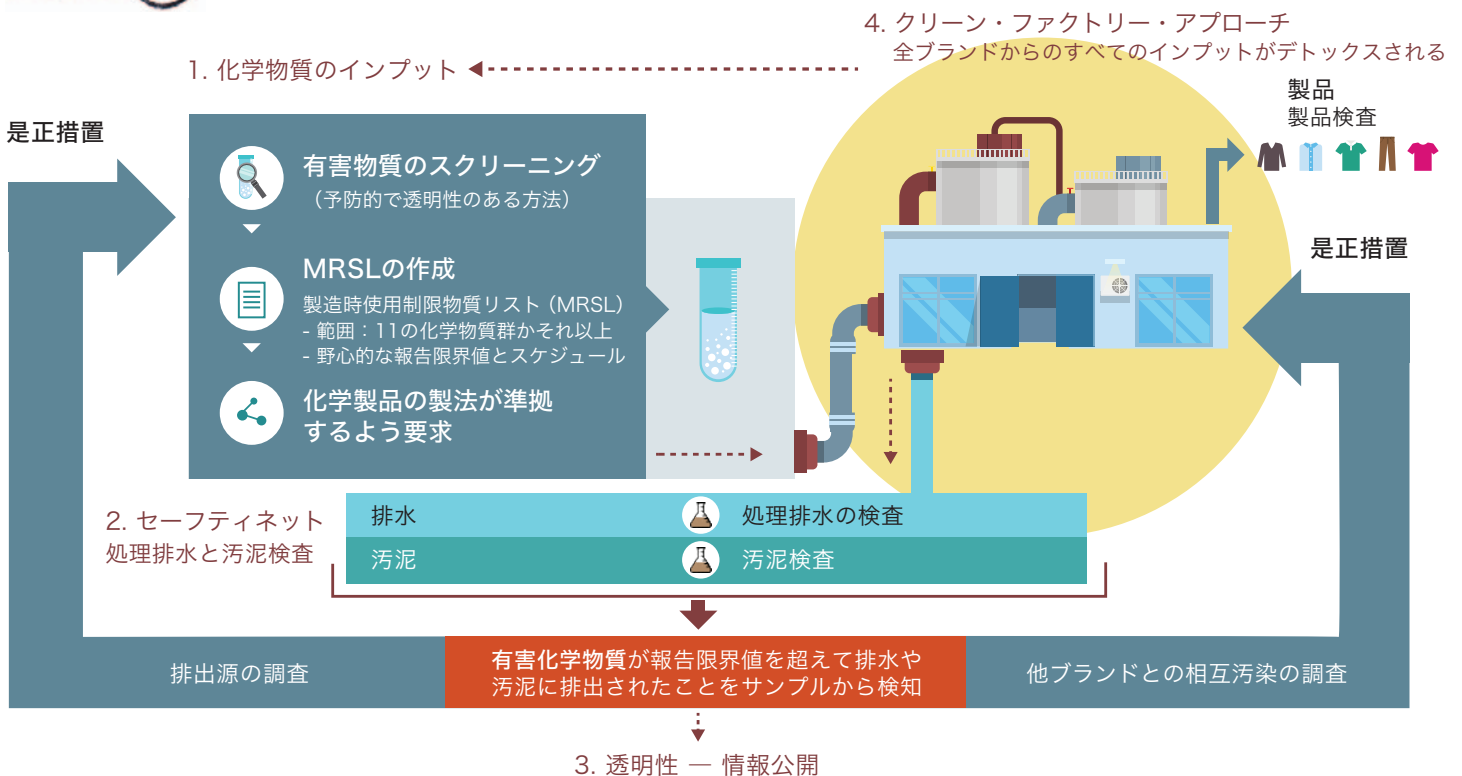 4. クリーン・ファクトリー・アプローチ
全ブランドからのすべてのインプットがデトックスされる
1. 化学物質のインプット
製品
製品検査
是正措置
有害物質のスクリーニング
（予防的で透明性のある方法）
MRSLの作成
製造時使用制限物質リスト（MRSL）
- 範囲：11の化学物質群かそれ以上
- 野心的な報告限界値とスケジュール
化学製品の製法が準拠
するよう要求
是正措置
2. セーフティネット
処理排水と汚泥検査
排水
処理排水の検査
汚泥
汚泥検査
排出源の調査
有害化学物質が報告限界値を超えて排水や
汚泥に排出されたことをサンプルから検知
他ブランドとの相互汚染の調査
3. 透明性 — 情報公開